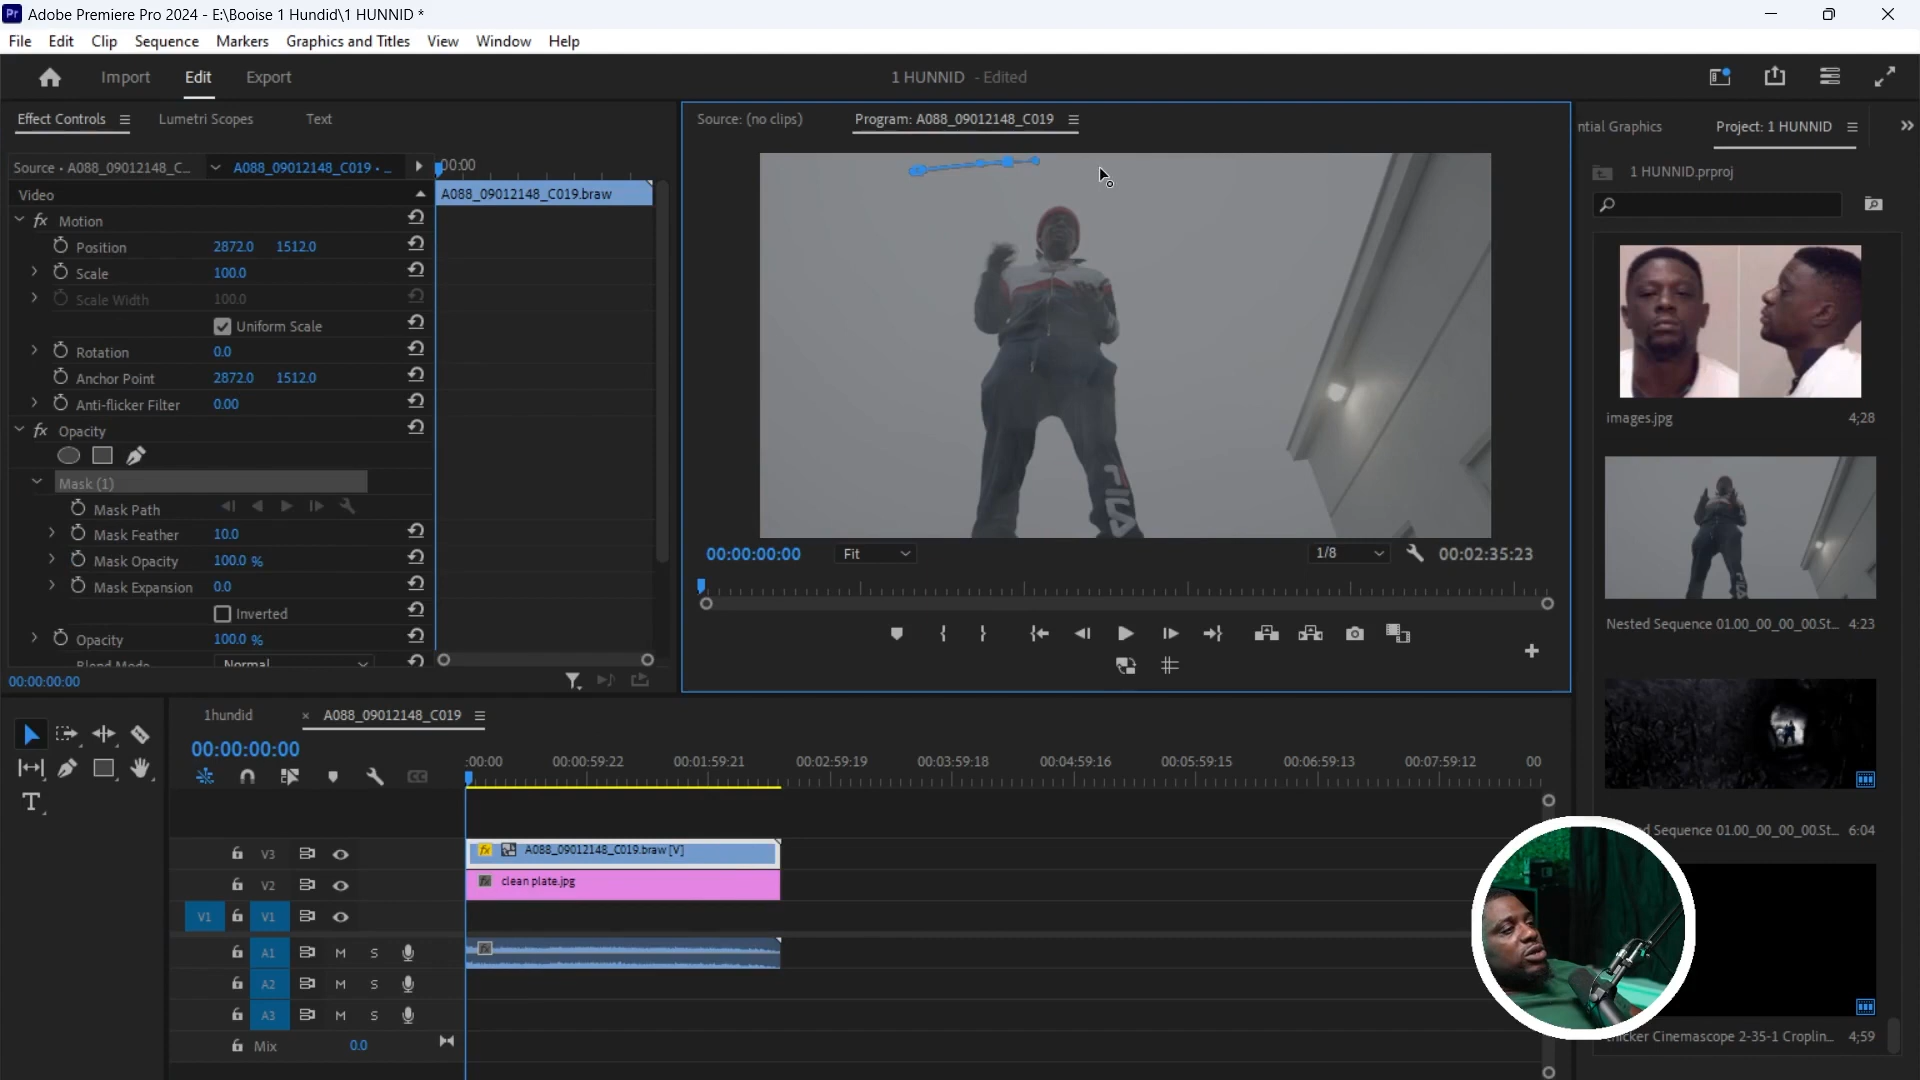 Pr Adobe Premiere Pro 2024 - E:\Booise 1 Hundid\1 HUNNID *
File Edit Clip Sequence Markers Graphics and Titles View Window Help
Import Edit Export
1 HUNNID - Edited
Effect Controls Lumetri Scopes Text
Source: (no clips) Program: A088_09012148_C019
ntial Graphics Project: 1 HUNNID
Source • A088_09012148_C... A088_09012148_C019 • ... :00:00
1 HUNNID.prproj
Video A088_09012148_C019.braw
fx Motion
Position 2872.0 1512.0
Scale 100.0
Scale Width 100.0
Uniform Scale
Rotation 0.0
Anchor Point 2872.0 1512.0
Anti-flicker Filter 0.00
fx Opacity
Mask (1)
Mask Path
Mask Feather 10.0
Mask Opacity 100.0 %
Mask Expansion 0.0
Inverted
Opacity 100.0 %
Blend Mode Normal
00:00:00:00
FILA
00:00:00:00 Fit 1/8 00:02:35:23
images.jpg 4;28
Nested Sequence 01.00_00_00_00.St... 4:23
d Sequence 01.00_00_00_00.St... 6:04
hicker Cinemascope 2-35-1 Croplin... 4;59
1hundid × A088_09012148_C019
00:00:00:00
:00:00 00:00:59:22 00:01:59:21 00:02:59:19 00:03:59:18 00:04:59:16 00:05:59:15 00:06:59:13 00:07:59:12 00
T
V3 fx A088_09012148_C019.braw [V]
V2 fx clean plate.jpg
V1 V1
A1 M S fx
A2 M S
A3 M S
Mix 0.0